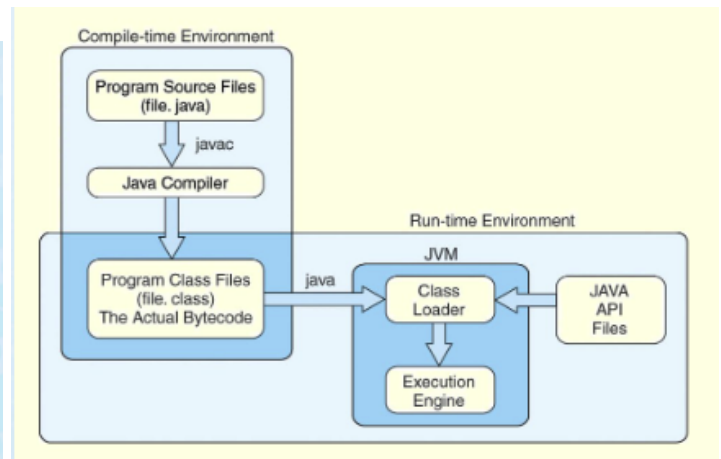 Compile-time Environment
Program Source Files
(file. java)
javac
Java Compiler
Run-time Environment
Program Class Files
(file. class)
The Actual Bytecode
java
JVM
Class
Loader
JAVA
API
Files
Execution
Engine